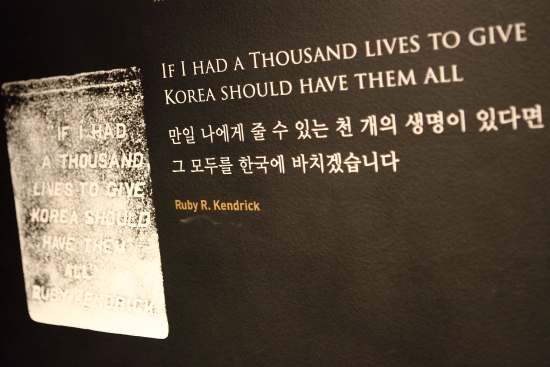 IF I HAD A THOUSAND LIVES TO GIVE
KOREA SHOULD HAVE THEM ALL
만일 나에게 줄 수 있는 천 개의 생명이 있다면
그 모두를 한국에 바치겠습니다
Ruby R. Kendrick
IF I HAD
A THOUSAND
LIVES TO GIVE
KOREA SHOULD
HAVE THEM
ALL
RUBY KENDRICK